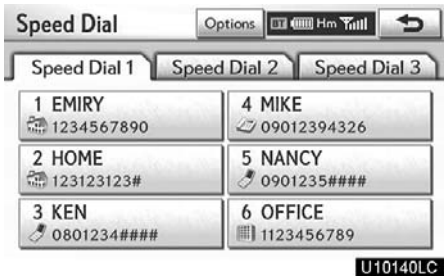 Speed Dial Options BT Hm
Speed Dial 1 Speed Dial 2 Speed Dial 3
1 EMIRY
1234567890
4 MIKE
09012394326
2 HOME
123123123#
5 NANCY
0901235####
3 KEN
0801234####
6 OFFICE
1123456789
U10140LC